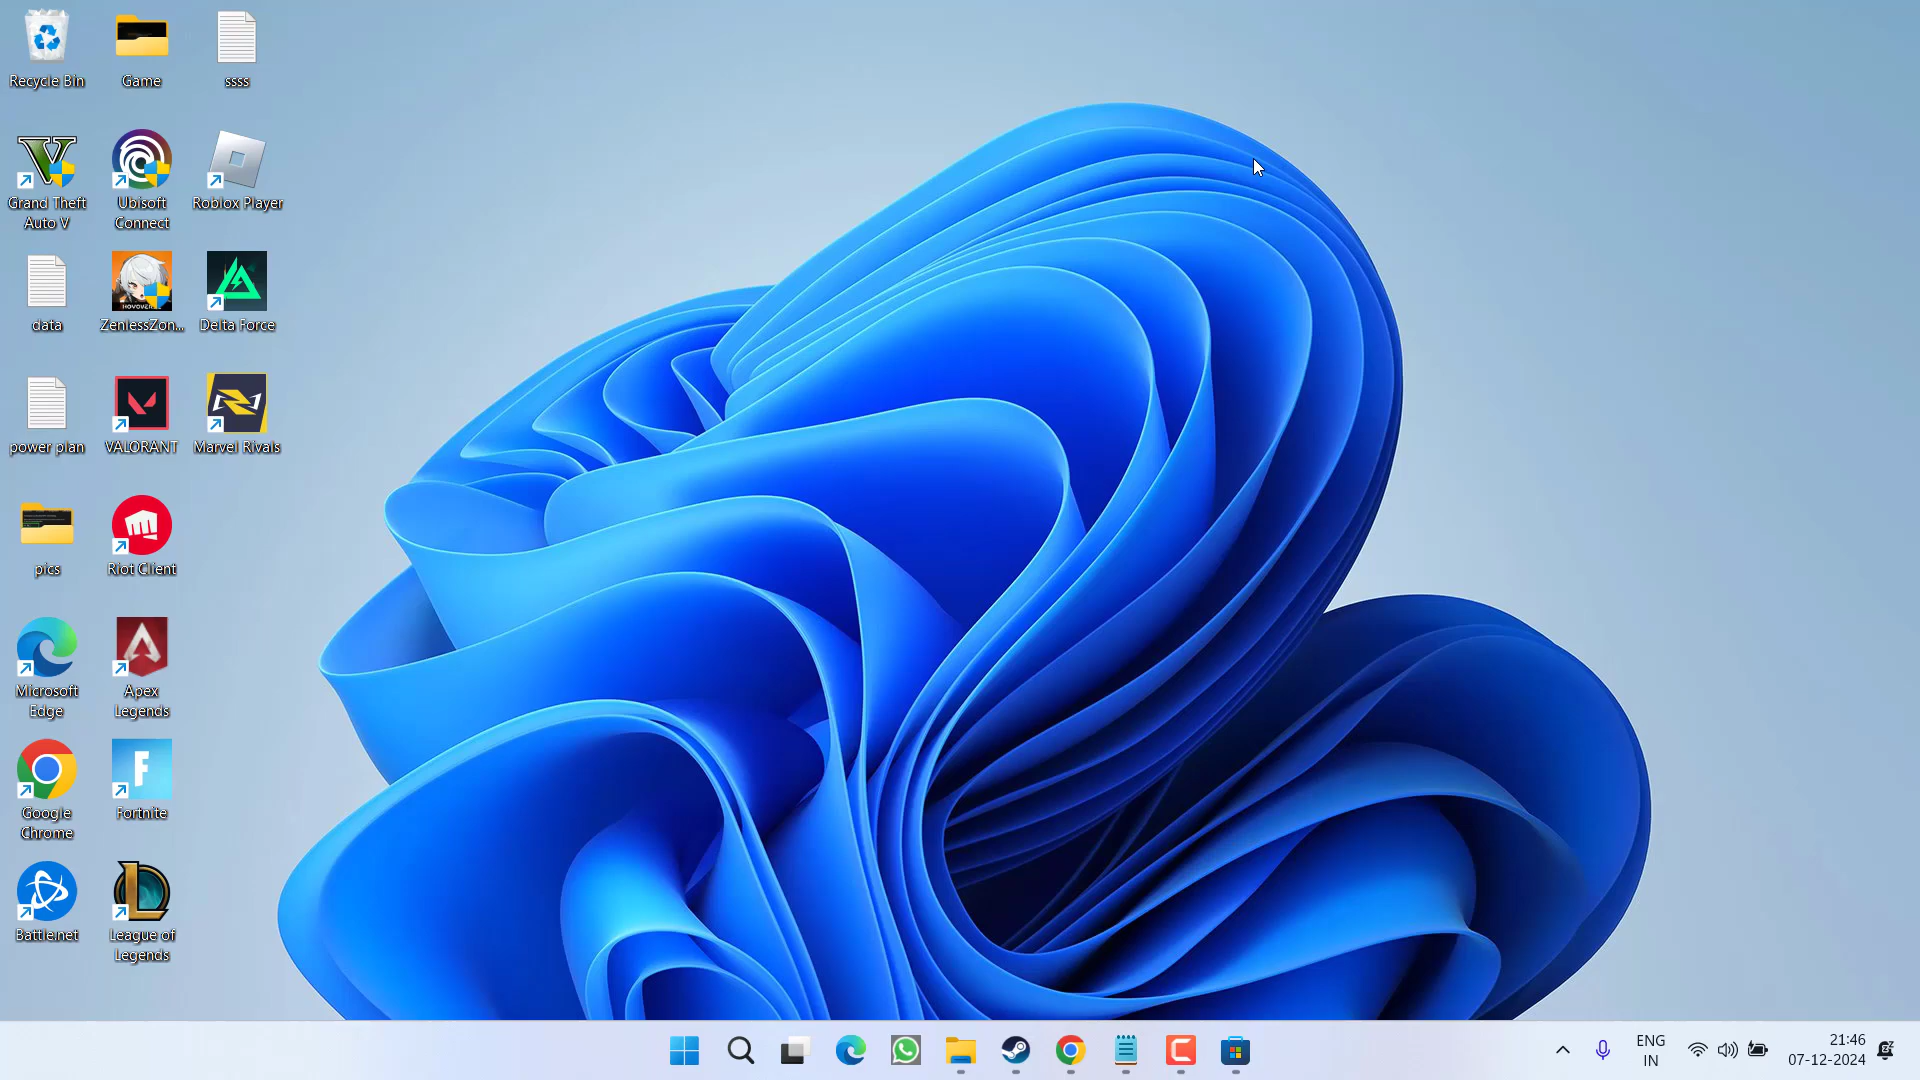 Recycle Bin
Game
ssss
Grand Theft
Auto V
Ubisoft
Connect
Roblox Player
data
ZenlessZon...
Delta Force
power plan
VALORANT
Marvel Rivals
pics
Riot Client
Microsoft
Edge
Apex
Legends
Google
Chrome
Fortnite
Battle.net
League of
Legends
ENG
IN
21:46
07-12-2024